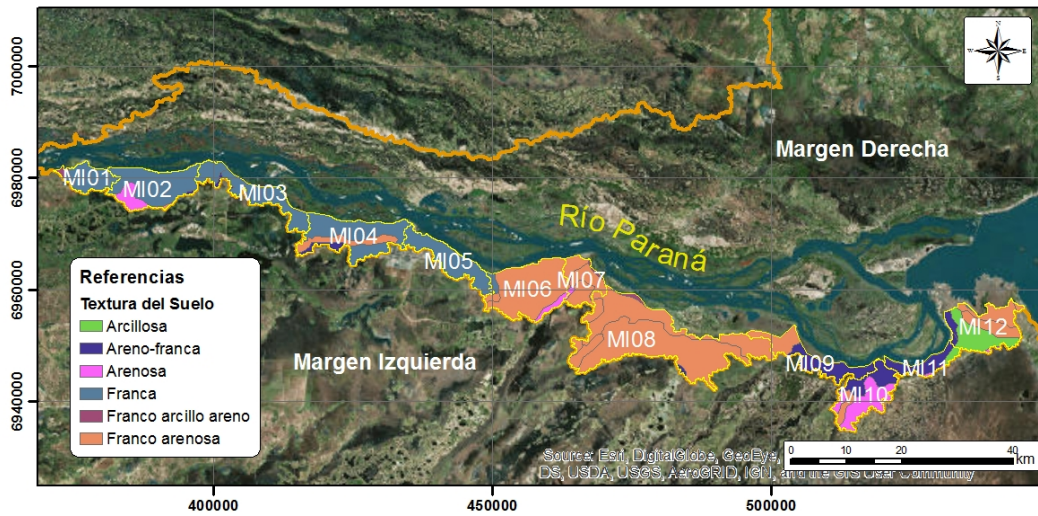 7000000
6980000
6960000
6940000
N
W
E
S
Margen Derecha
MI01
MI02
MI03
MI04
MI05
MI06
MI07
MI08
MI09
MI10
MI11
MI12
Río Paraná
Margen Izquierda
Referencias
Textura del Suelo
Arcillosa
Areno-franca
Arenosa
Franca
Franco arcillo areno
Franco arenosa
0 10 20 40
km
Source: Esri, DigitalGlobe, GeoEye,
DS, USDA, USGS, AeroGRID, IGN, and the GIS User Community
400000
450000
500000